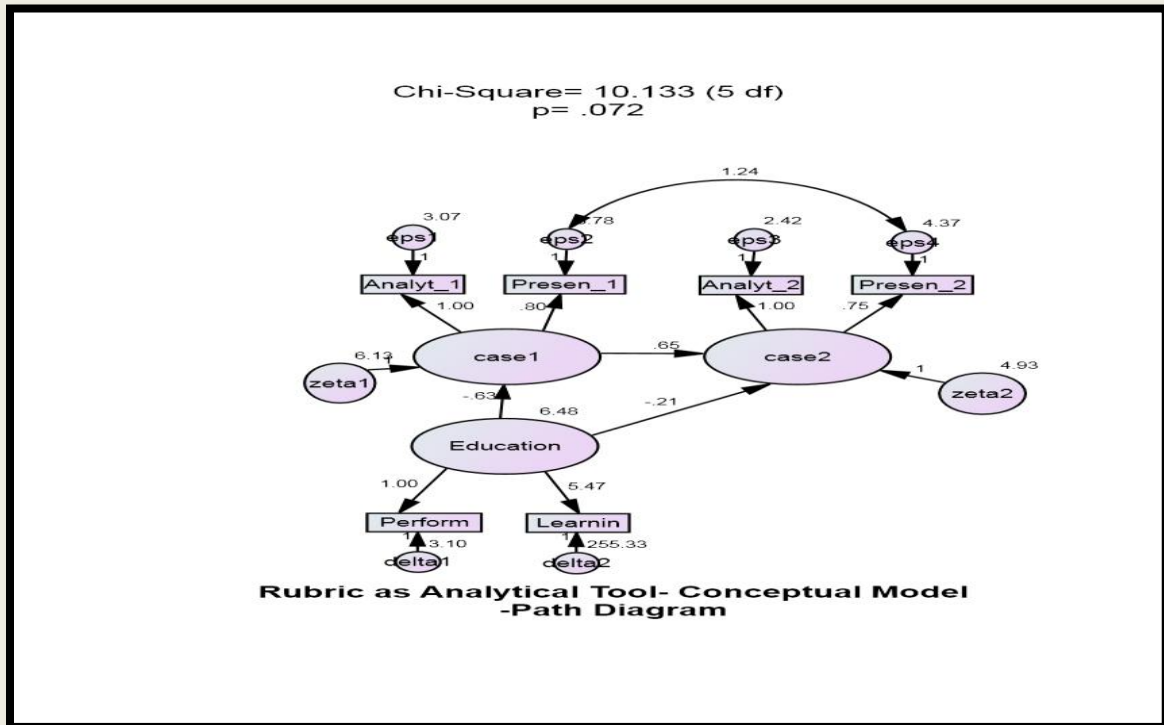 Chi-Square= 10.133 (5 df)
p= .072
1.24
3.07
.78
2.42
4.37
eps1
eps2
eps3
eps4
1
1
1
1
Analyt_1
Presen_1
Analyt_2
Presen_2
1.00
.80
1.00
.75
6.13
1
case1
.65
case2
4.93
1
zeta1
zeta2
-.63
6.48
-.21
Education
1.00
5.47
Perform
Learnin
1
3.10
1
255.33
delta1
delta2
Rubric as Analytical Tool- Conceptual Model
-Path Diagram